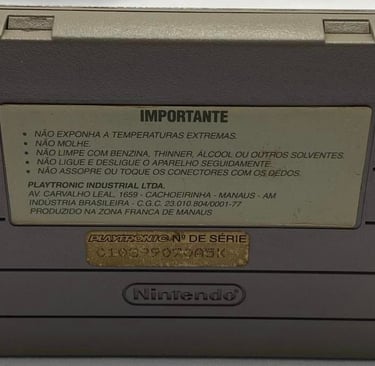 IMPORTANTE
• NÃO EXPONHA A TEMPERATURAS EXTREMAS.
• NÃO MOLHE.
• NÃO LIMPE COM BENZINA, THINNER, ÁLCOOL OU OUTROS SOLVENTES.
• NÃO LIGUE E DESLIGUE O APARELHO SEGUIDAMENTE.
• NÃO ASSOPRE OU TOQUE OS CONECTORES COM OS DEDOS.
PLAYTRONIC INDUSTRIAL LTDA.
AV. CARVALHO LEAL, 1659 - CACHOEIRINHA - MANAUS - AM
INDUSTRIA BRASILEIRA - C.G.C. 23.010.804/0001-77
PRODUZIDO NA ZONA FRANCA DE MANAUS
PLAYTRONIC Nº DE SÉRIE
Nintendo